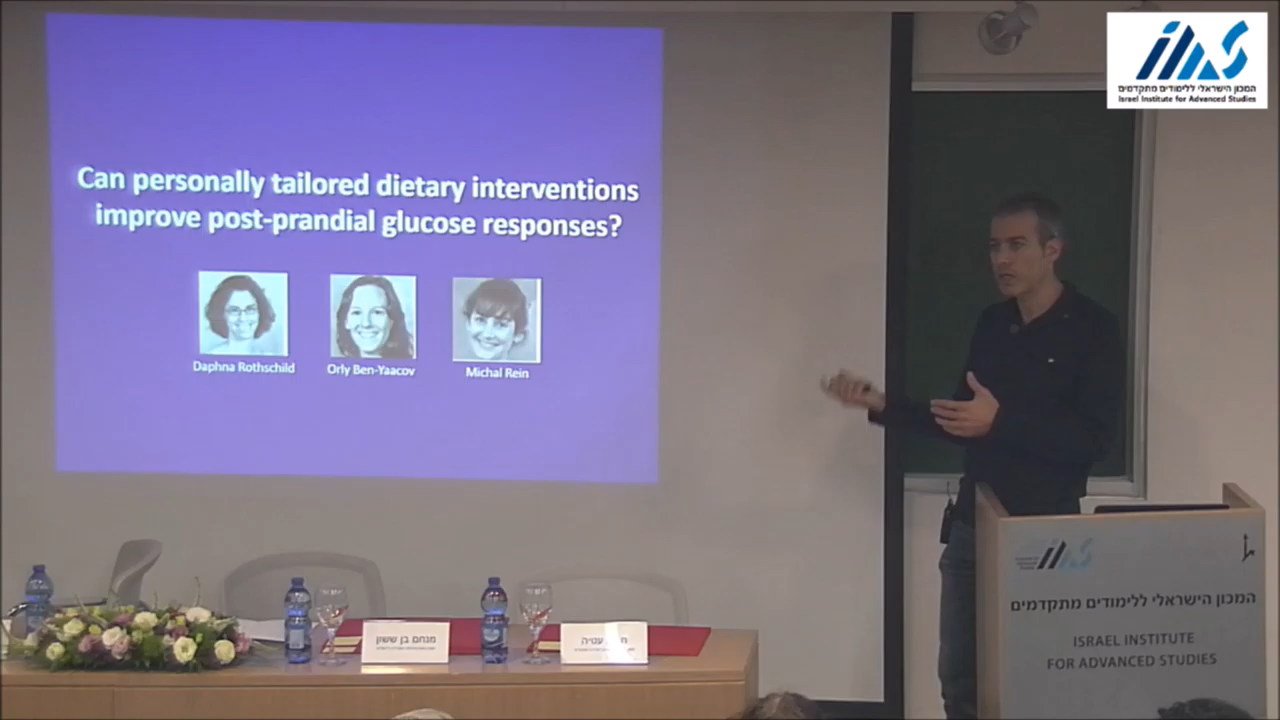 Can personally tailored dietary interventions
improve post-prandial glucose responses?
Daphna Rothschild
Orly Ben-Yaacov
Michal Rein
המכון הישראלי ללימודים מתקדמים
Israel Institute for Advanced Studies
מנחם בן ששון
המכון הישראלי ללימודים מתקדמים
ISRAEL INSTITUTE
FOR ADVANCED STUDIES